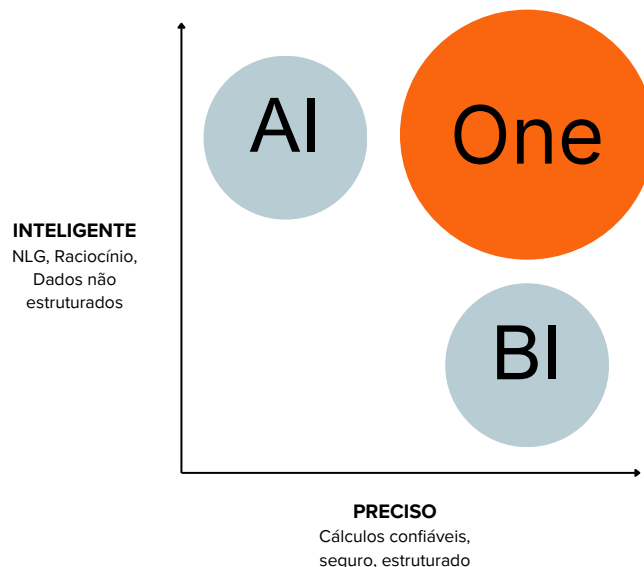 AI
One
INTELIGENTE
NLG, Raciocínio,
Dados não
estruturados
BI
PRECISO
Cálculos confiáveis,
seguro, estruturado